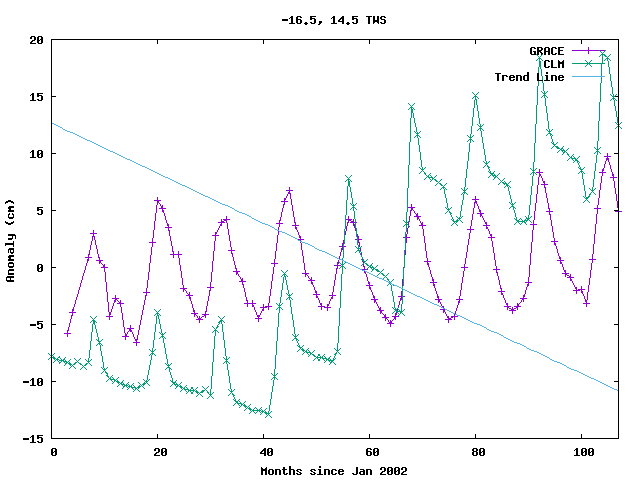 -16.5, 14.5 TWS
GRACE
CLM
Trend Line
20
15
10
5
0
-5
-10
-15
Anomaly (cm)
0 20 40 60 80 100
Months since Jan 2002